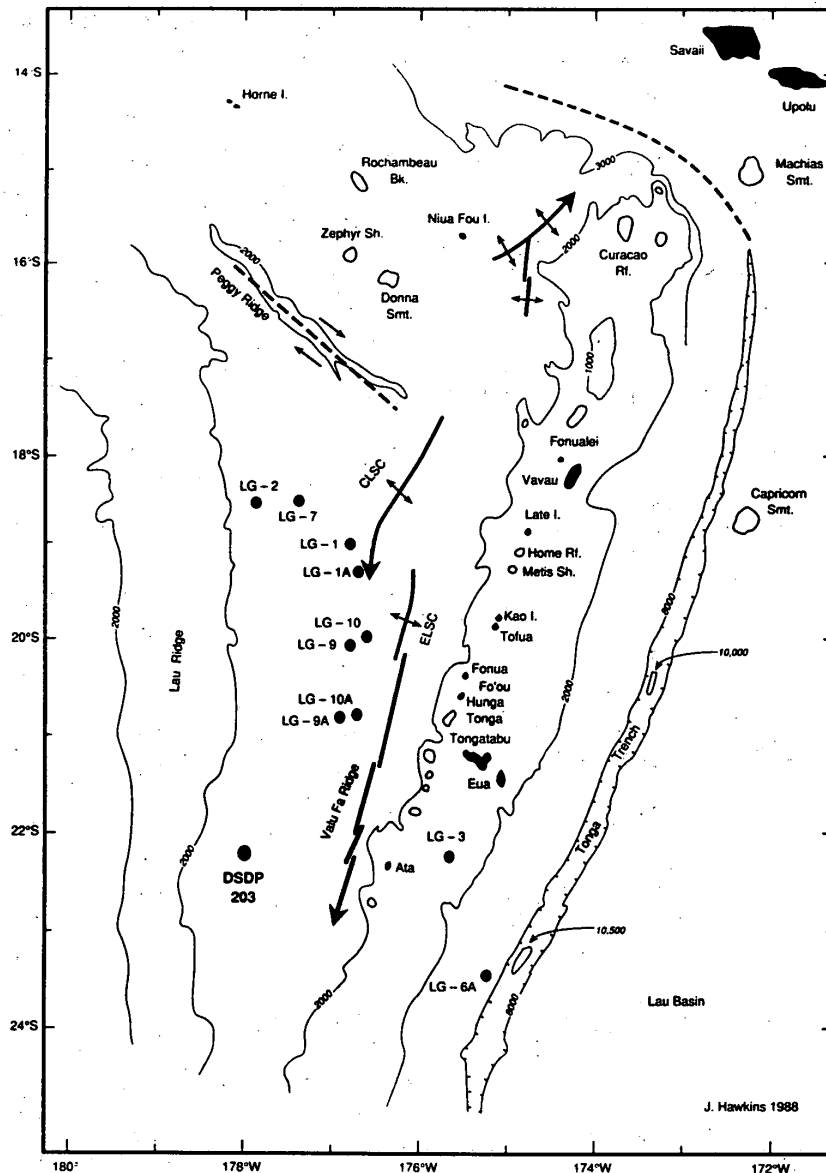 Savaii
14°S
Horne I.
Upolu
Rochambeau
Bk.
Machias
Smt.
3000
Niua Fou I.
Zephyr Sh.
2000
2000
Curacao
Rf.
16°S
Donna
Smt.
Peggy Ridge
1000
18°S
Fonualei
CLSC
Vavau
LG – 2
LG – 7
Capricorn
Smt.
Late I.
LG – 1
Home Rf.
LG – 1A
Metis Sh.
2000
6000
Kao I.
LG – 10
20°S
Tofua
ELSC
LG – 9
10,000
Lau Ridge
Fonua
Fo'ou
LG – 10A
Hunga
Tonga
2000
LG – 9A
Tongatabu
Trench
Eua
Valu Fa Ridge
22°S
LG – 3
2000
Tonga
Ata
DSDP
203
10,500
LG – 6A
2000
6000
Lau Basin
24°S
J. Hawkins 1988
180°
178°W
176°W
174°W
172°W